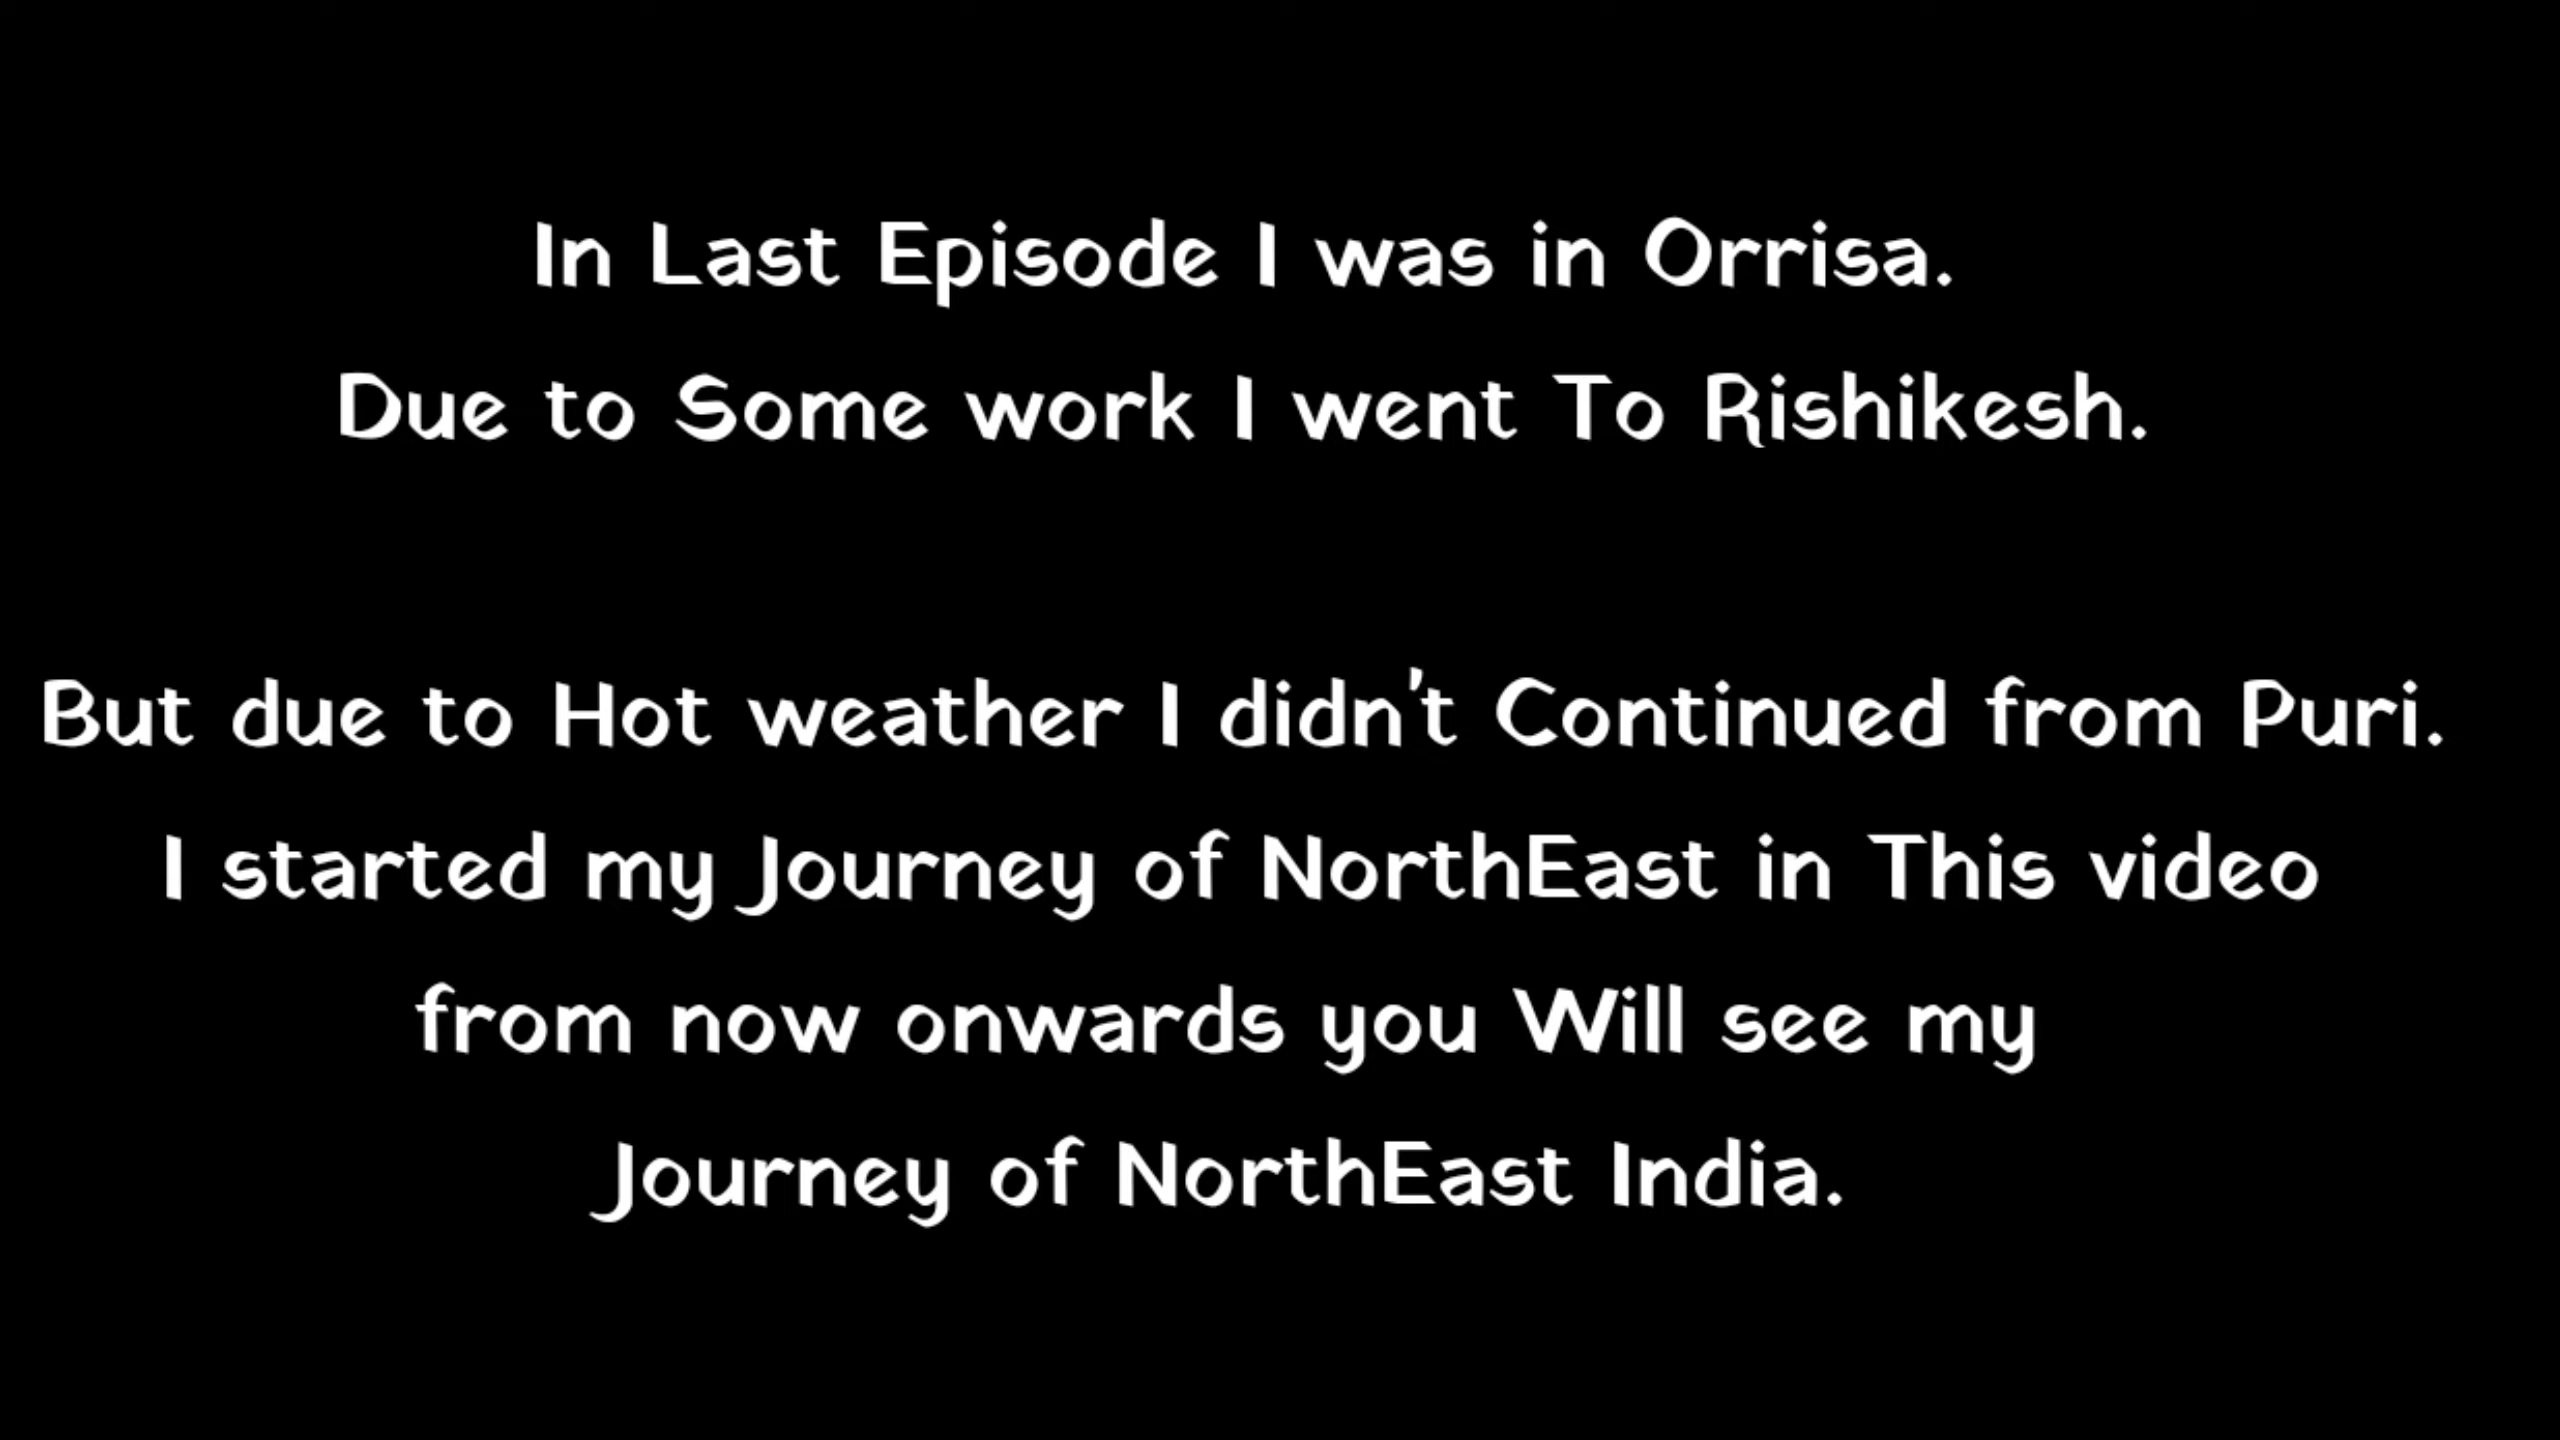 In Last Episode I was in Orrisa.
Due to Some work I went To Rishikesh.
But due to Hot weather I didn't Continued from Puri.
I started my Journey of NorthEast in This video
from now onwards you Will see my
Journey of NorthEast India.